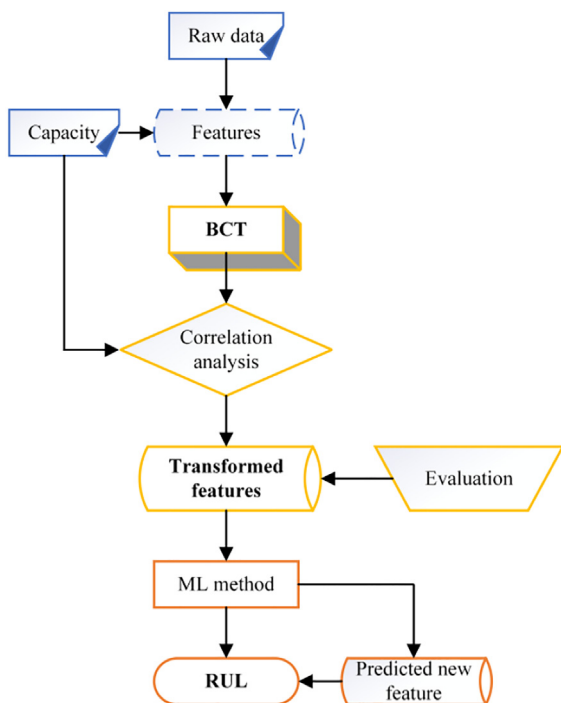 Raw data
Capacity
Features
BCT
Correlation
analysis
Transformed
features
Evaluation
ML method
RUL
Predicted new
feature